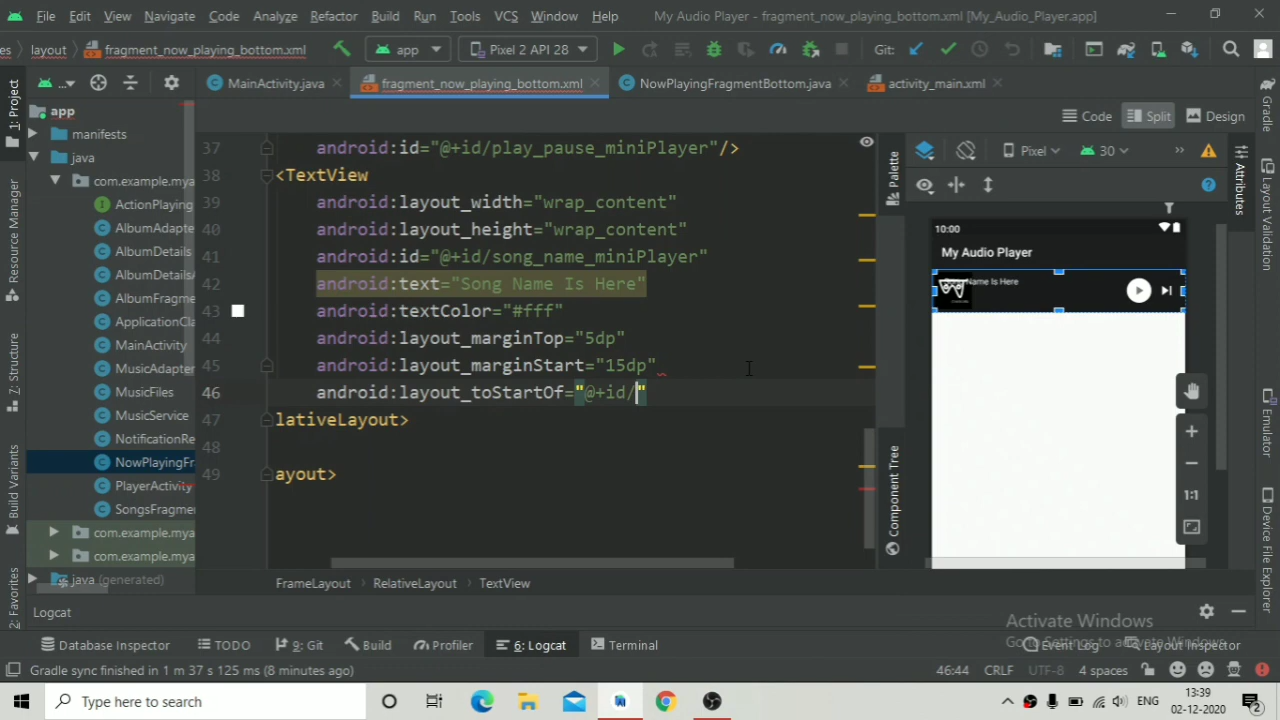 File Edit View Navigate Code Analyze Refactor Build Run Tools VCS Window Help My Audio Player - fragment_now_playing_bottom.xml [My_Audio_Player.app]
es layout fragment_now_playing_bottom.xml app Pixel 2 API 28 Git:
MainActivity.java fragment_now_playing_bottom.xml NowPlayingFragmentBottom.java activity_main.xml
Code Split Design
1: Project
Resource Manager
Z: Structure
Build Variants
2: Favorites
app
manifests
java
com.example.mya
ActionPlaying
AlbumAdapte
AlbumDetails
AlbumDetailsA
AlbumFragme
ApplicationCla
MainActivity
MusicAdapter
MusicFiles
MusicService
NotificationRe
NowPlayingFr
PlayerActivity
SongsFragmen
com.example.mya
com.example.mya
java (generated)
37 android:id="@+id/play_pause_miniPlayer"/>
38 <TextView
39 android:layout_width="wrap_content"
40 android:layout_height="wrap_content"
41 android:id="@+id/song_name_miniPlayer"
42 android:text="Song Name Is Here"
43 android:textColor="#fff"
44 android:layout_marginTop="5dp"
45 android:layout_marginStart="15dp"
46 android:layout_toStartOf="@+id/"
47 lativeLayout>
48
49 ayout>
FrameLayout RelativeLayout TextView
Palette
Component Tree
Pixel 30
10:00
My Audio Player
Name Is Here
1:1
Attributes
Gradle
Layout Validation
Emulator
Device File Explorer
Logcat
Activate Windows
Go to Settings to activate Windows.
Database Inspector TODO 9: Git Build Profiler 6: Logcat Terminal Event Log Layout Inspector
Gradle sync finished in 1 m 37 s 125 ms (8 minutes ago) 46:44 CRLF UTF-8 4 spaces
Type here to search ENG 13:39
02-12-2020
2